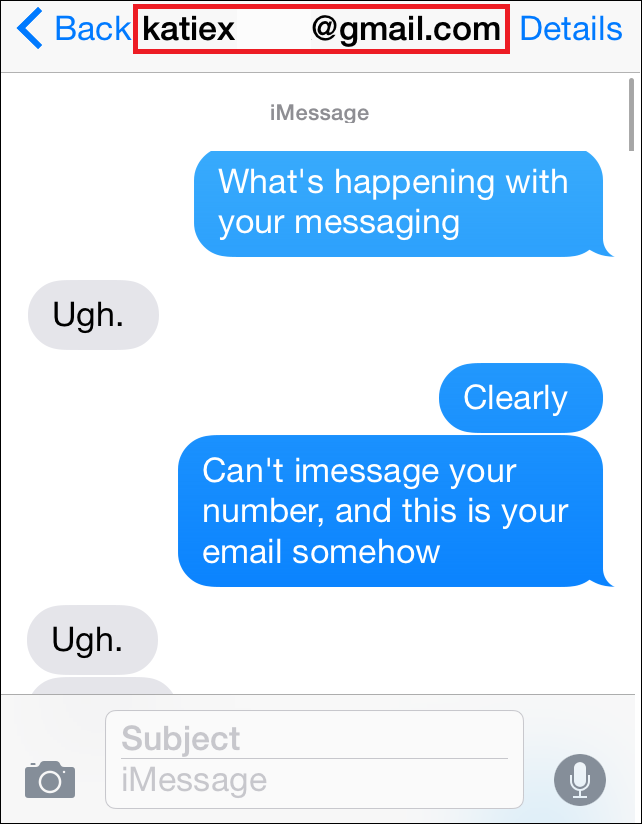 Back katiex @gmail.com Details
iMessage
What's happening with
your messaging
Ugh.
Clearly
Can't imessage your
number, and this is your
email somehow
Ugh.
Subject
iMessage